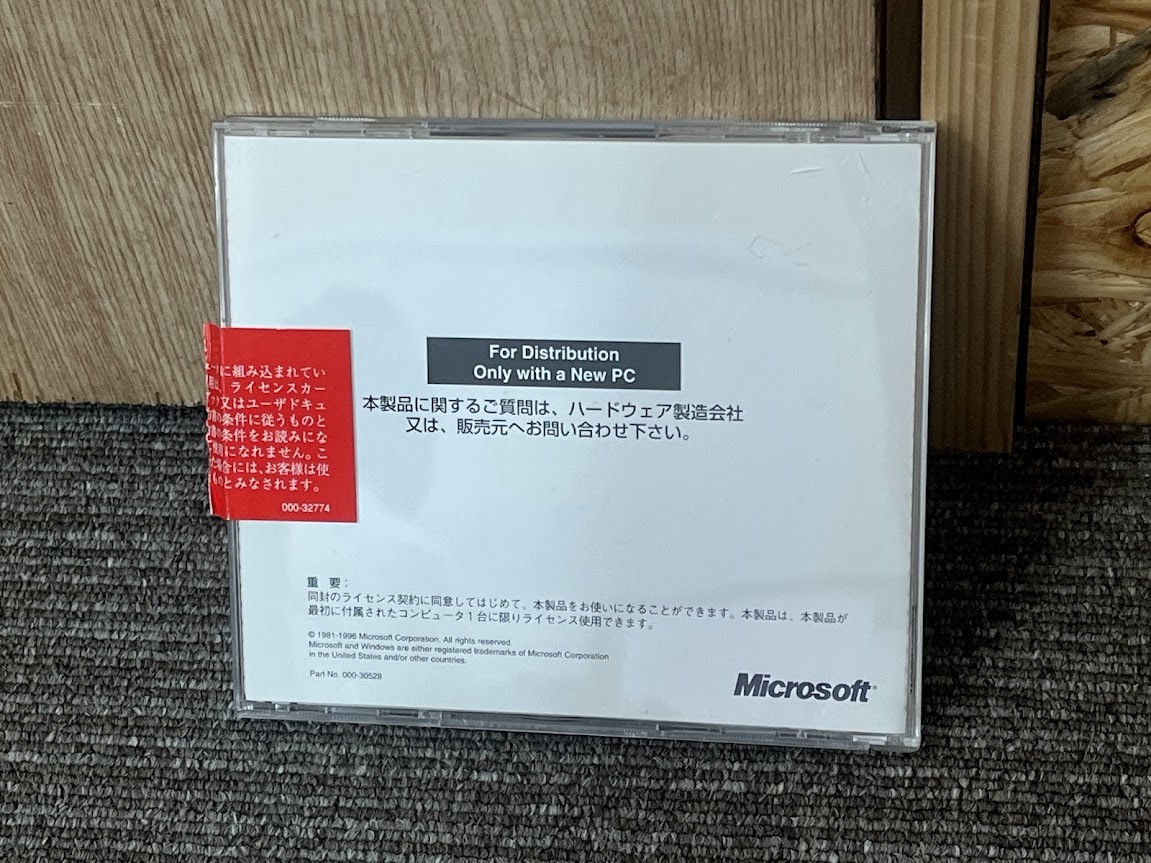 For Distribution
Only with a New PC
本製品に関するご質問は、ハードウェア製造会社
又は、販売元へお問い合わせ下さい。
に組み込まれてい
ライセンスカー
又はユーザドキュ
の条件に従うものと
の条件をお読みにな
使用になれません。こ
た場合には、お客様は使
ものとみなされます。
000-32774
重 要:
同封のライセンス契約に同意してはじめて、本製品をお使いになることができます。本製品は、本製品が
最初に付属されたコンピュータ1台に限りライセンス使用できます。
© 1981-1996 Microsoft Corporation. All rights reserved.
Microsoft and Windows are either registered trademarks of Microsoft Corporation
in the United States and/or other countries.
Part No. 000-30528
Microsoft®